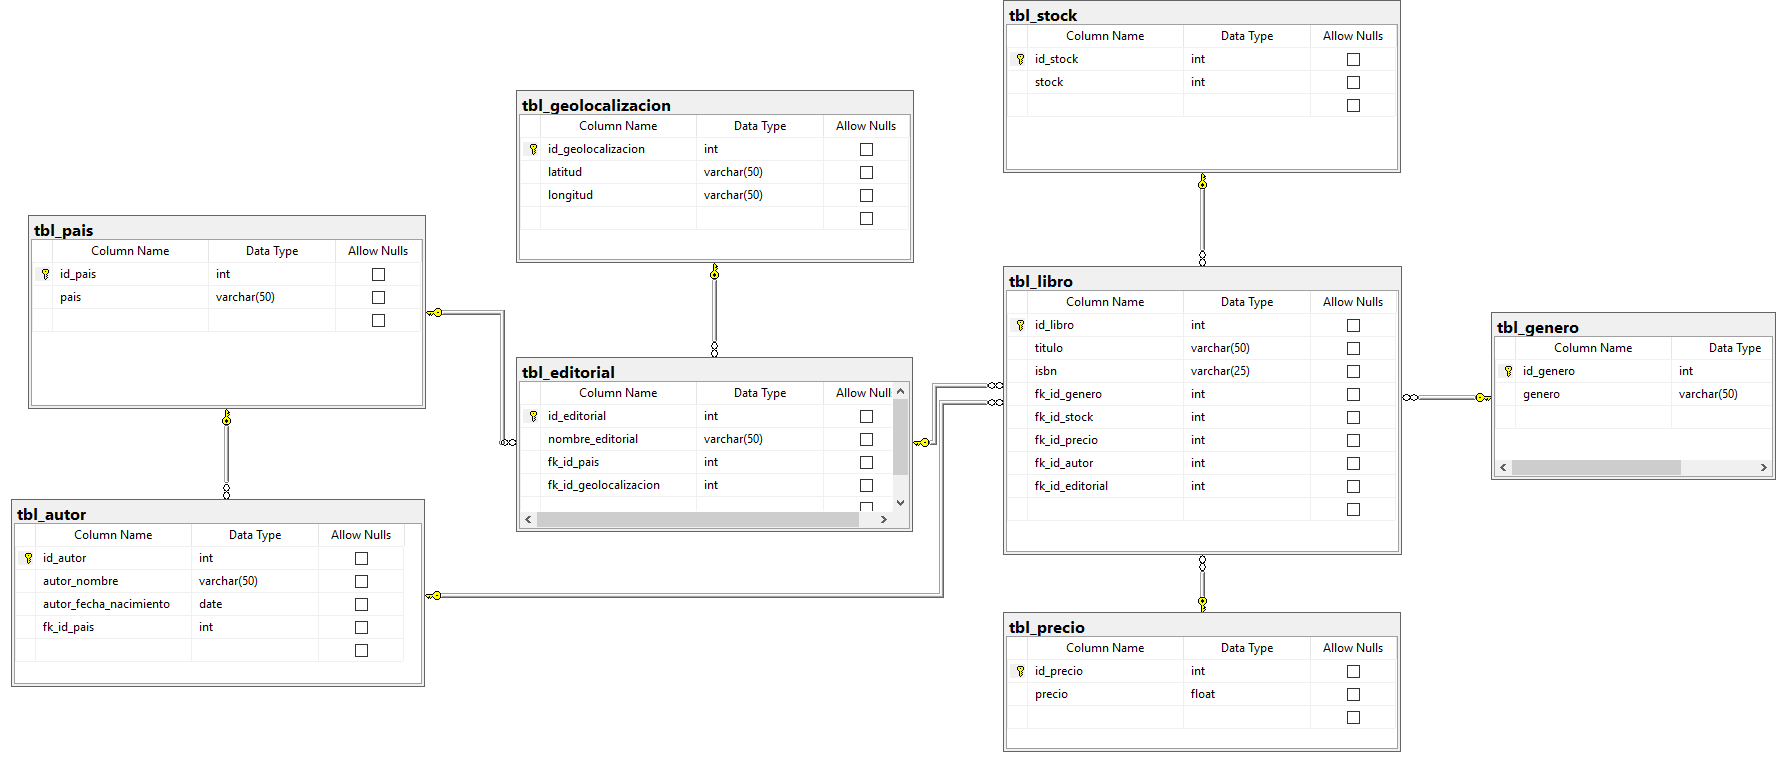 tbl_stock
Column Name Data Type Allow Nulls
id_stock int
stock int
tbl_geolocalizacion
Column Name Data Type Allow Nulls
id_geolocalizacion int
latitud varchar(50)
longitud varchar(50)
tbl_pais
Column Name Data Type Allow Nulls
id_pais int
pais varchar(50)
tbl_libro
Column Name Data Type Allow Nulls
id_libro int
titulo varchar(50)
isbn varchar(25)
fk_id_genero int
fk_id_stock int
fk_id_precio int
fk_id_autor int
fk_id_editorial int
tbl_genero
Column Name Data Type
id_genero int
genero varchar(50)
tbl_editorial
Column Name Data Type Allow Null
id_editorial int
nombre_editorial varchar(50)
fk_id_pais int
fk_id_geolocalizacion int
tbl_autor
Column Name Data Type Allow Nulls
id_autor int
autor_nombre varchar(50)
autor_fecha_nacimiento date
fk_id_pais int
tbl_precio
Column Name Data Type Allow Nulls
id_precio int
precio float